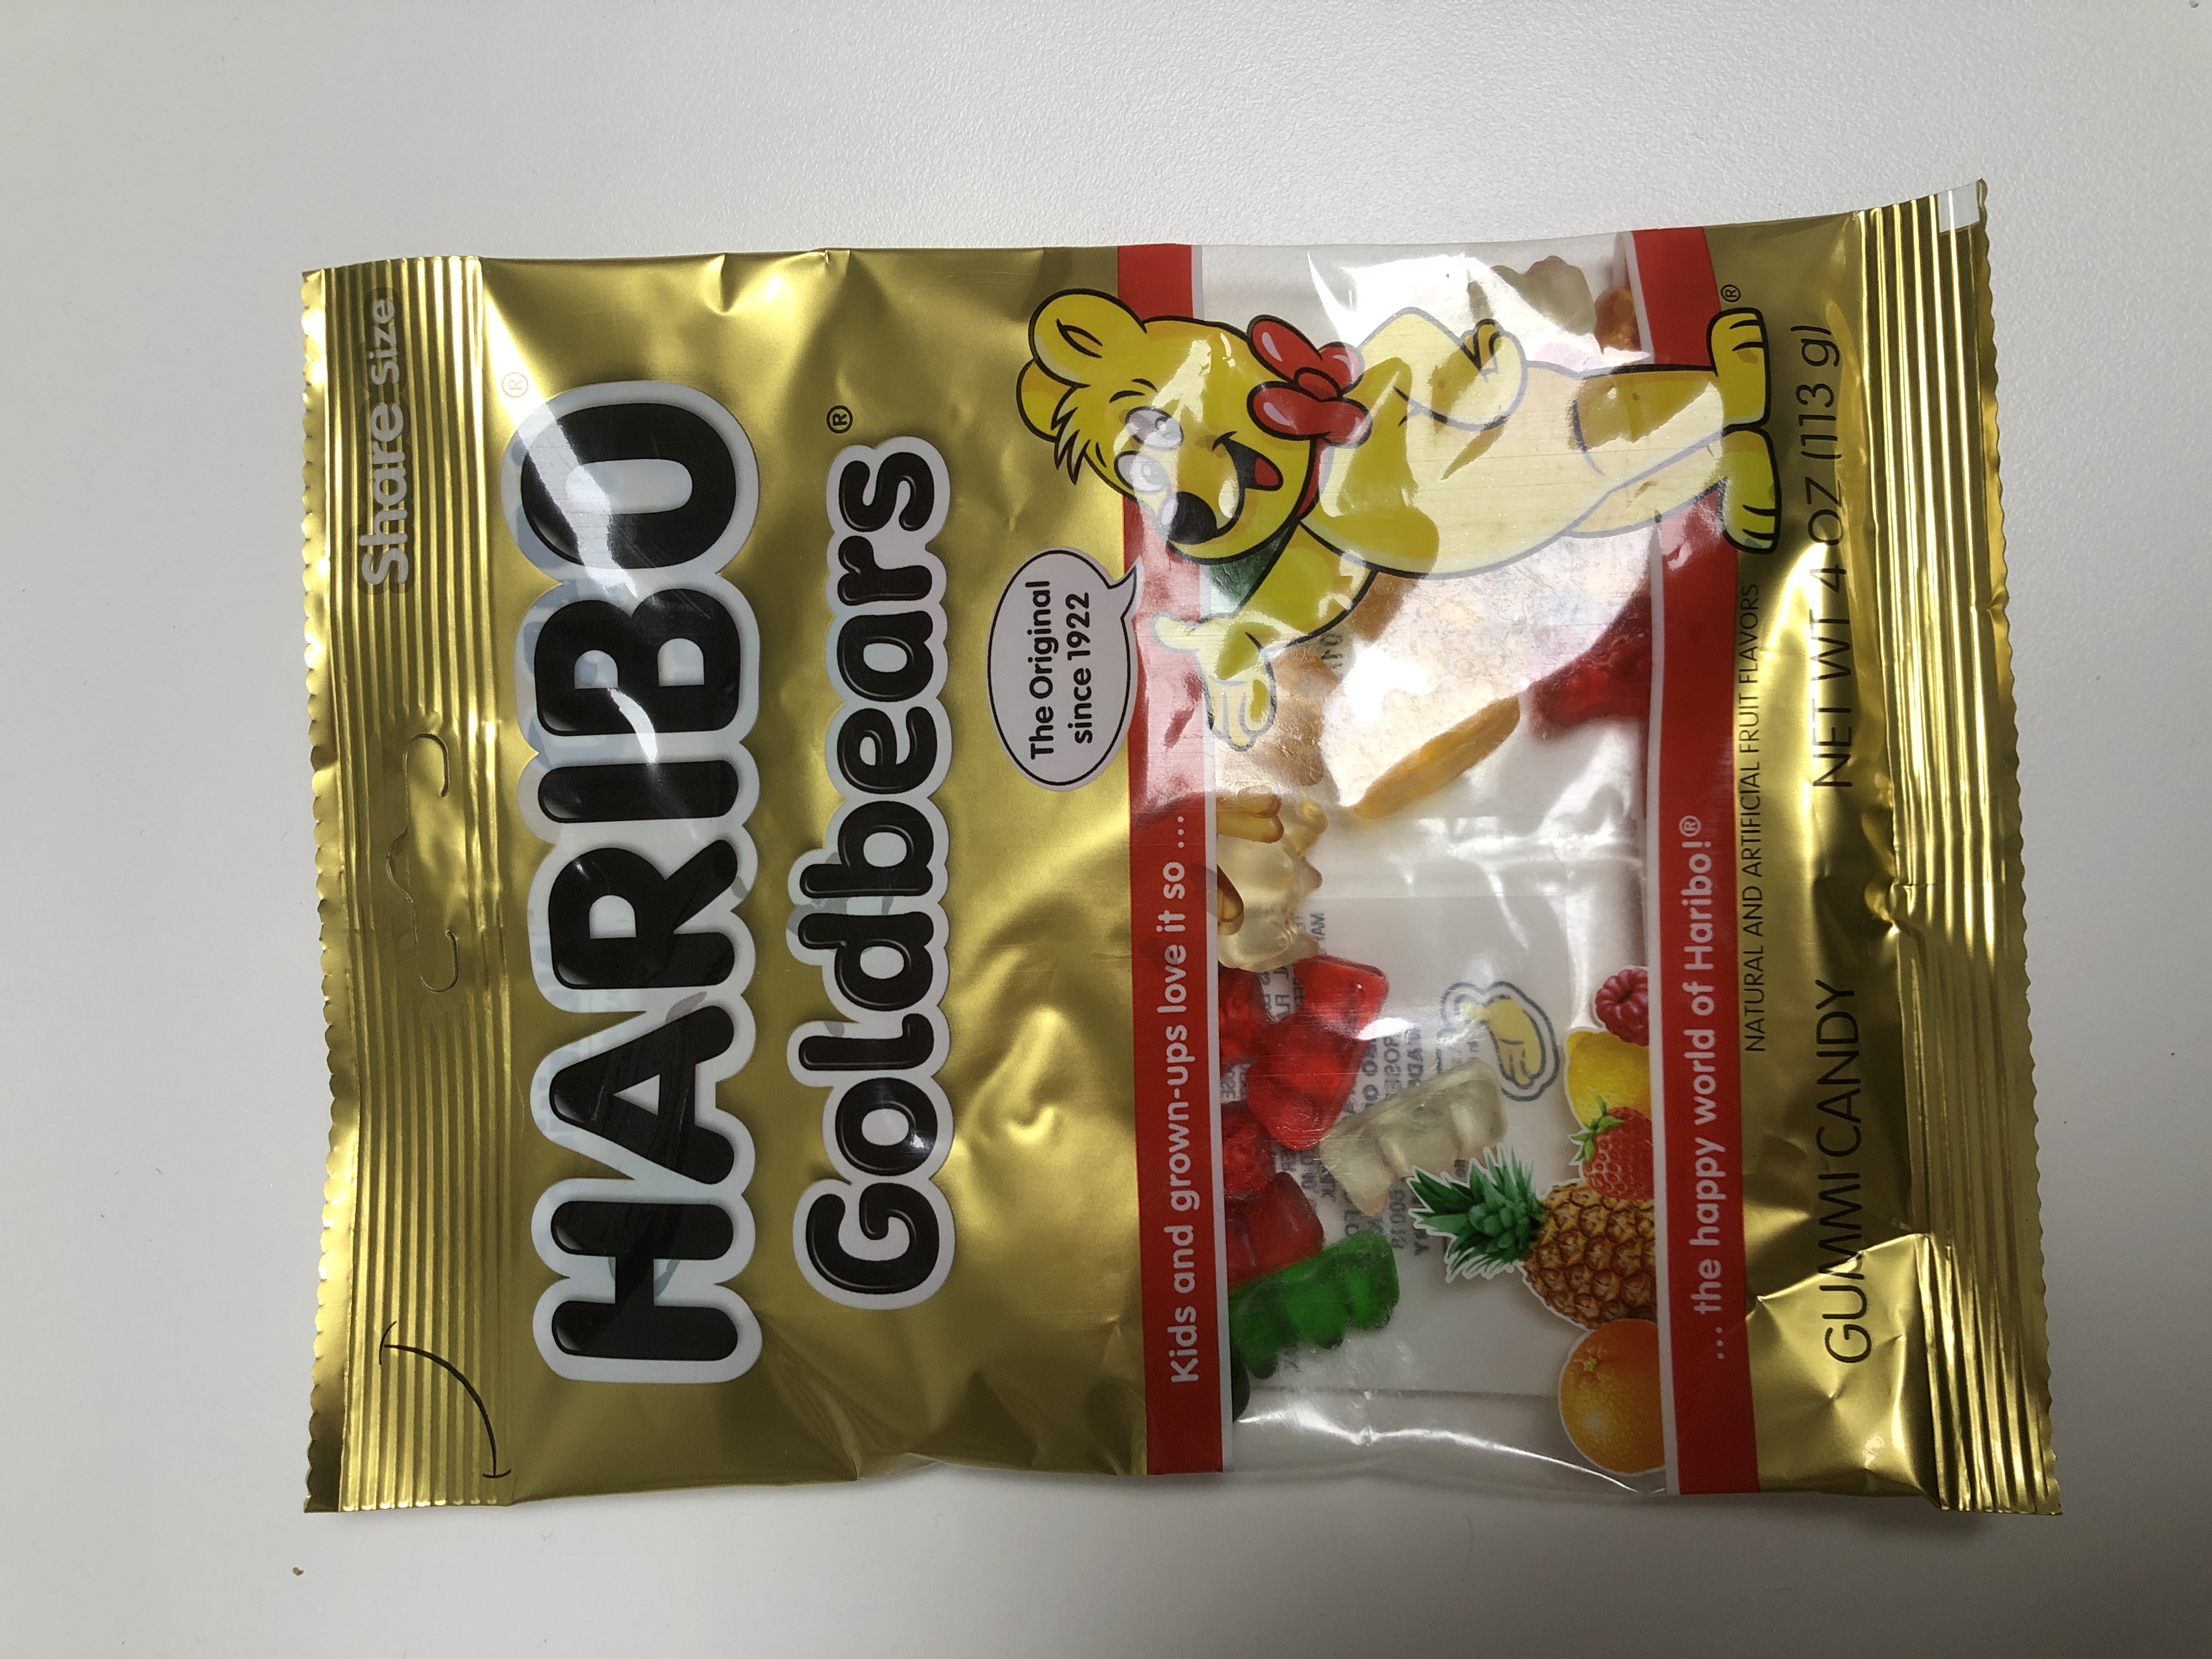 Share size
HARIBO®
Goldbears®
The Original
since 1922
Kids and grown-ups love it so ...
... the happy world of Haribo!®
®
NATURAL AND ARTIFICIAL FRUIT FLAVORS
GUMMI CANDY NET WT 4 OZ (113 g)